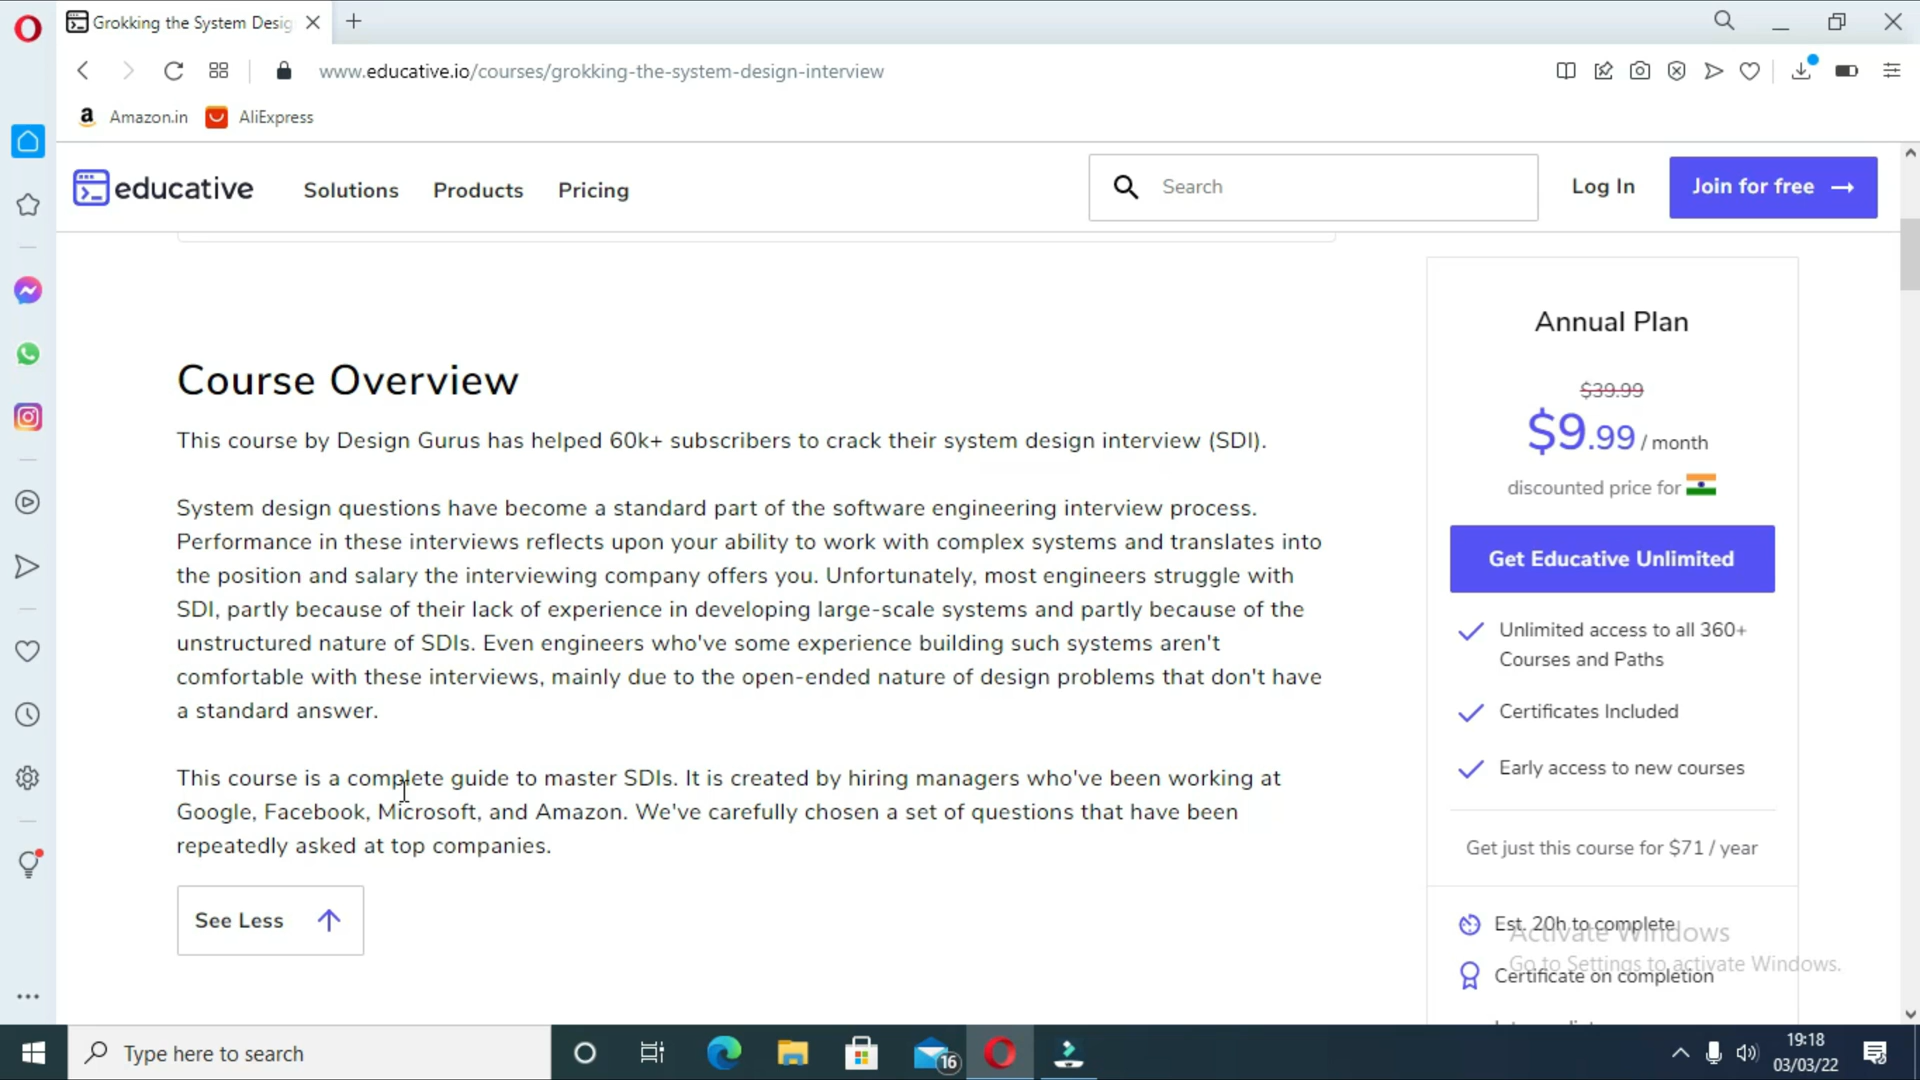 Grokking the System Desig
www.educative.io/courses/grokking-the-system-design-interview
Amazon.in
AliExpress
educative
Solutions
Products
Pricing
Search
Log In
Join for free
Course Overview
This course by Design Gurus has helped 60k+ subscribers to crack their system design interview (SDI).
System design questions have become a standard part of the software engineering interview process.
Performance in these interviews reflects upon your ability to work with complex systems and translates into
the position and salary the interviewing company offers you. Unfortunately, most engineers struggle with
SDI, partly because of their lack of experience in developing large-scale systems and partly because of the
unstructured nature of SDIs. Even engineers who've some experience building such systems aren't
comfortable with these interviews, mainly due to the open-ended nature of design problems that don't have
a standard answer.
This course is a complete guide to master SDIs. It is created by hiring managers who've been working at
Google, Facebook, Microsoft, and Amazon. We've carefully chosen a set of questions that have been
repeatedly asked at top companies.
See Less
Annual Plan
$39.99
$9.99 / month
discounted price for
Get Educative Unlimited
Unlimited access to all 360+
Courses and Paths
Certificates Included
Early access to new courses
Get just this course for $71 / year
Est. 20h to complete
Certificate on completion
Activate Windows
Go to Settings to activate Windows.
Type here to search
16
19:18
03/03/22